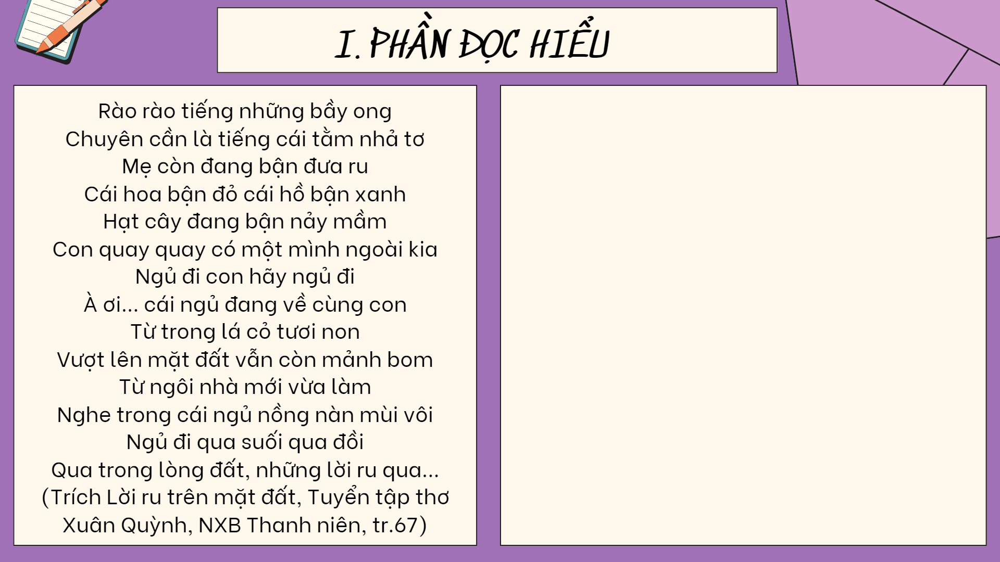 I. PHẦN ĐỌC HIỂU
Rào rào tiếng những bầy ong
Chuyên cần là tiếng cái tằm nhả tơ
Mẹ còn đang bận đưa ru
Cái hoa bận đỏ cái hồ bận xanh
Hạt cây đang bận nảy mầm
Con quay quay có một mình ngoài kia
Ngủ đi con hãy ngủ đi
À ơi... cái ngủ đang về cùng con
Từ trong lá cỏ tươi non
Vượt lên mặt đất vẫn còn mảnh bom
Từ ngôi nhà mới vừa làm
Nghe trong cái ngủ nồng nàn mùi vôi
Ngủ đi qua suối qua đồi
Qua trong lòng đất, những lời ru qua...
(Trích Lời ru trên mặt đất, Tuyển tập thơ
Xuân Quỳnh, NXB Thanh niên, tr.67)